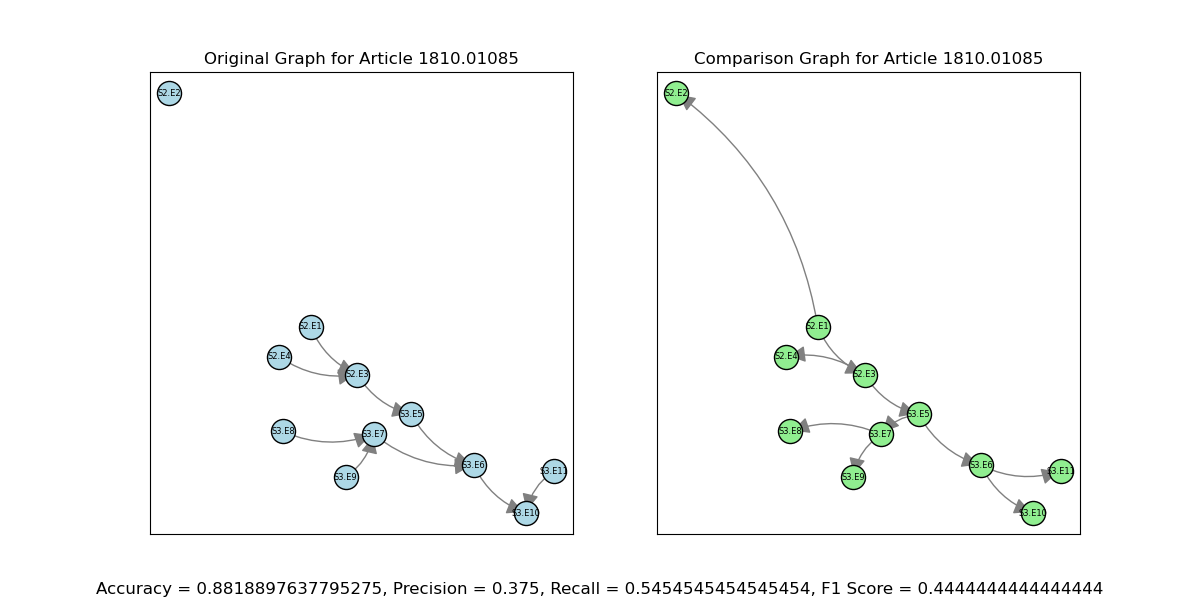 Original Graph for Article 1810.01085
S2.E2
S2.E1
S2.E4
S2.E3
S3.E5
S3.E8
S3.E7
S3.E6
S3.E11
S3.E9
S3.E10
Comparison Graph for Article 1810.01085
S2.E2
S2.E1
S2.E4
S2.E3
S3.E5
S3.E8
S3.E7
S3.E6
S3.E11
S3.E9
S3.E10
Accuracy = 0.8818897637795275, Precision = 0.375, Recall = 0.5454545454545454, F1 Score = 0.4444444444444444